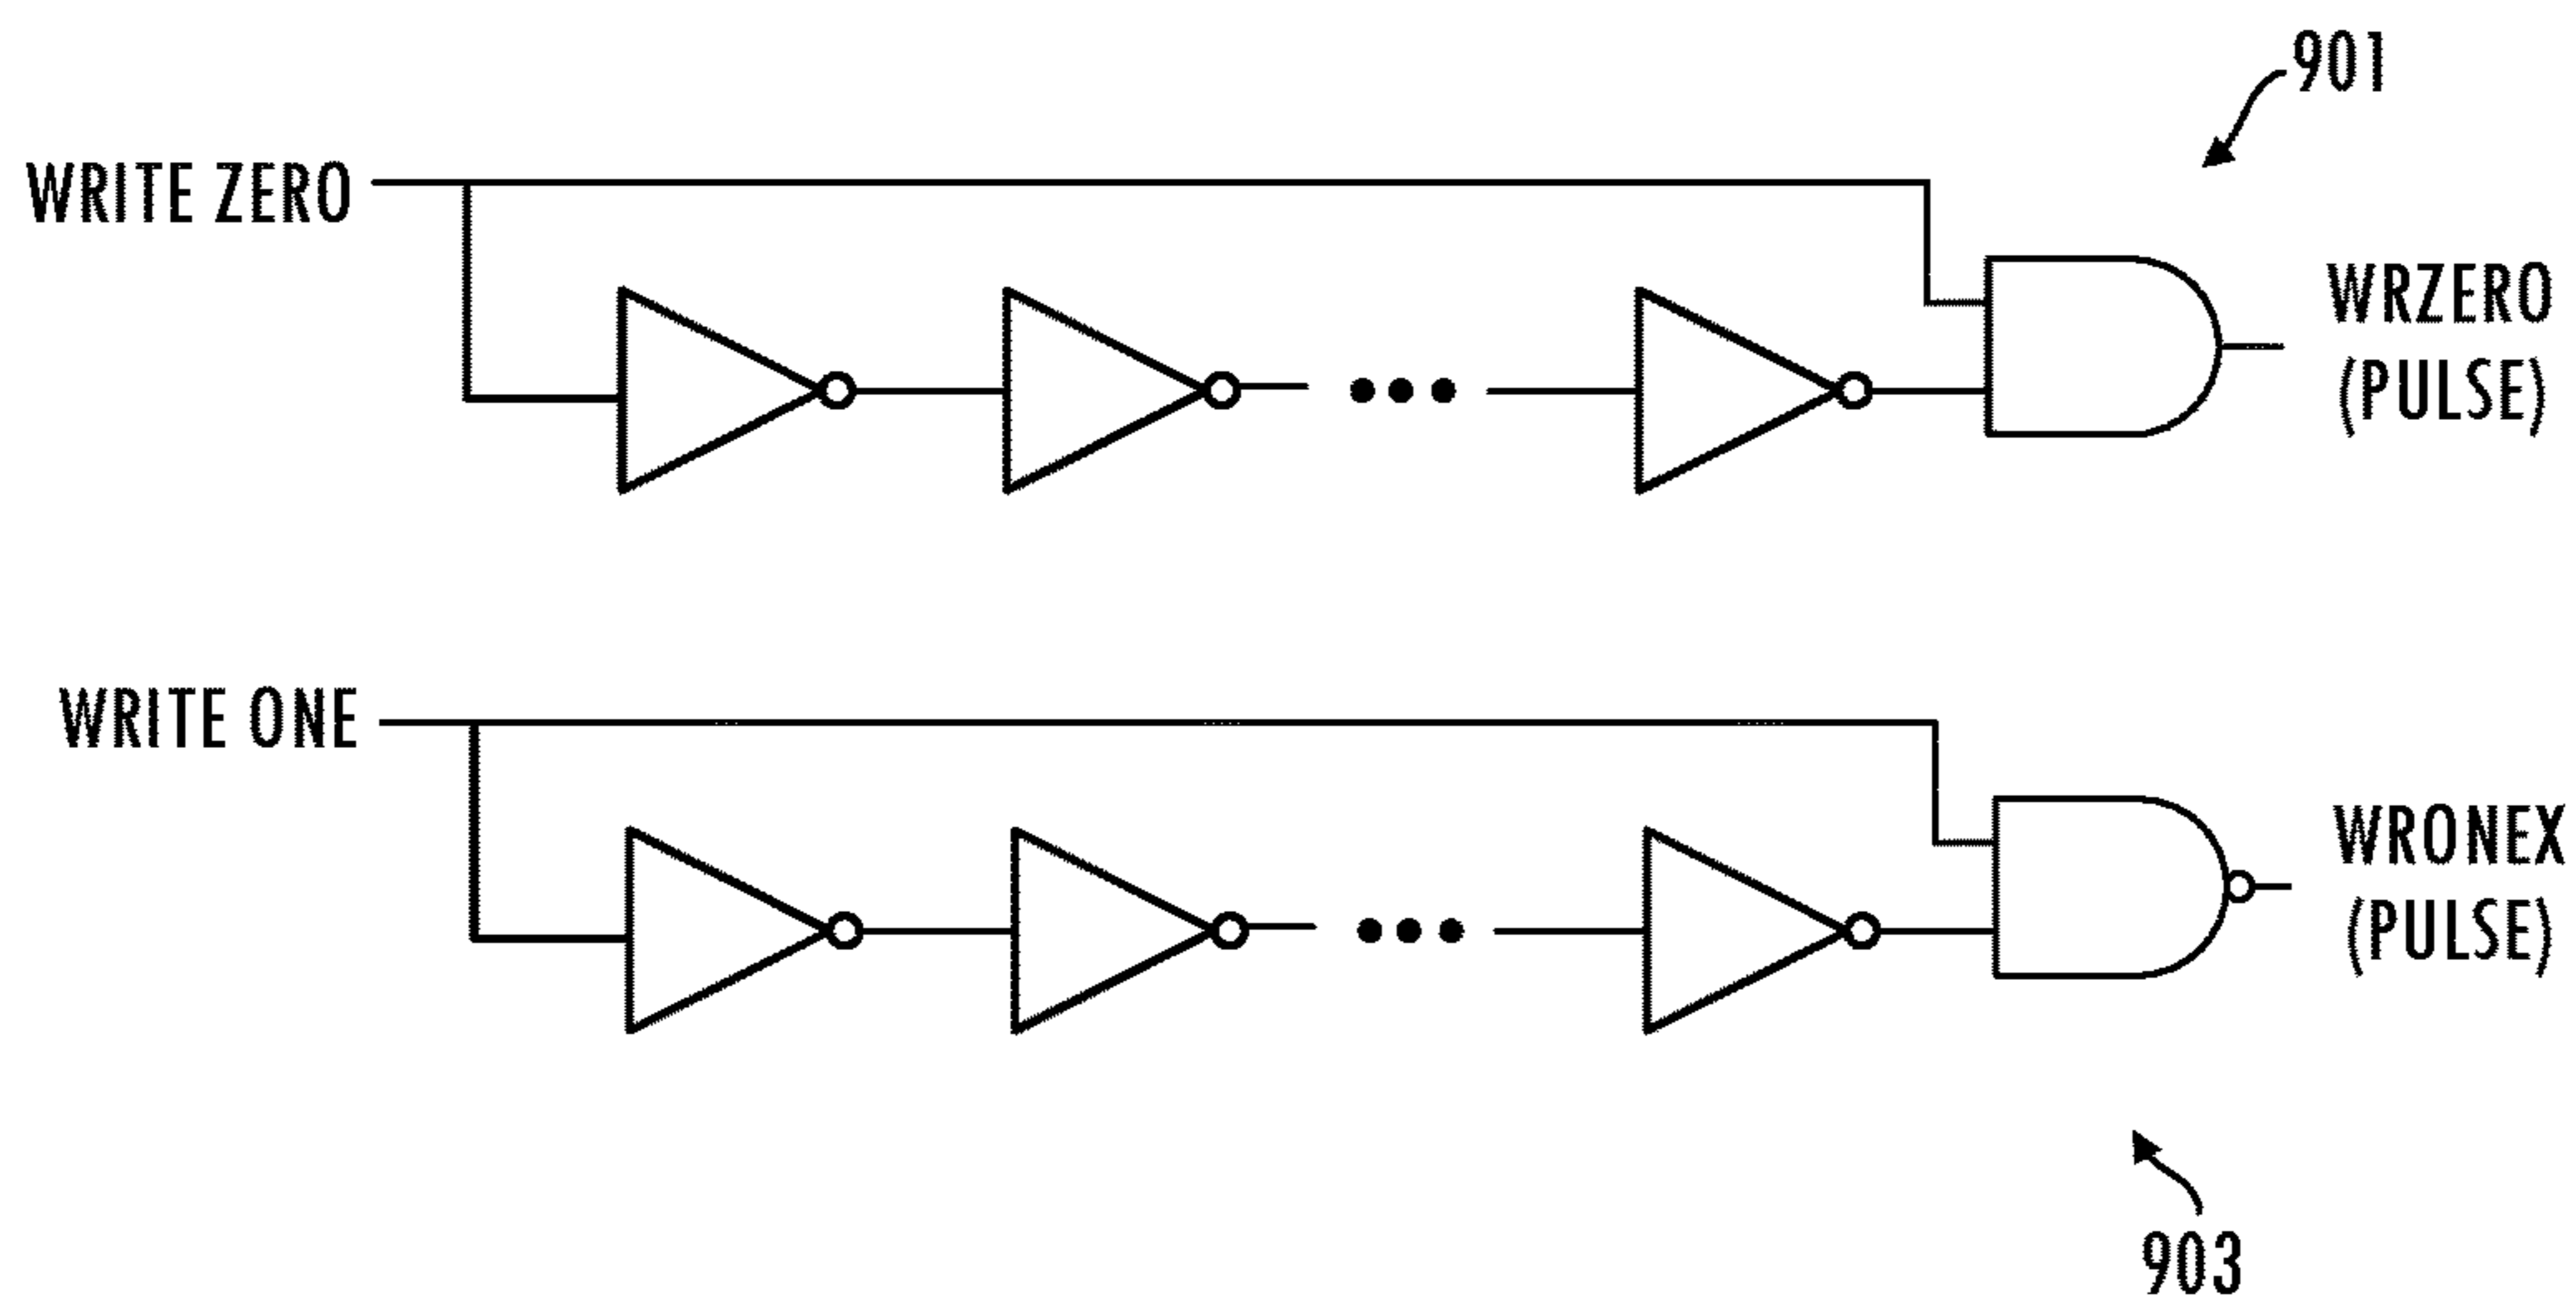 901
WRITE ZERO
WRZERO
(PULSE)
WRITE ONE
WRONEX
(PULSE)
903